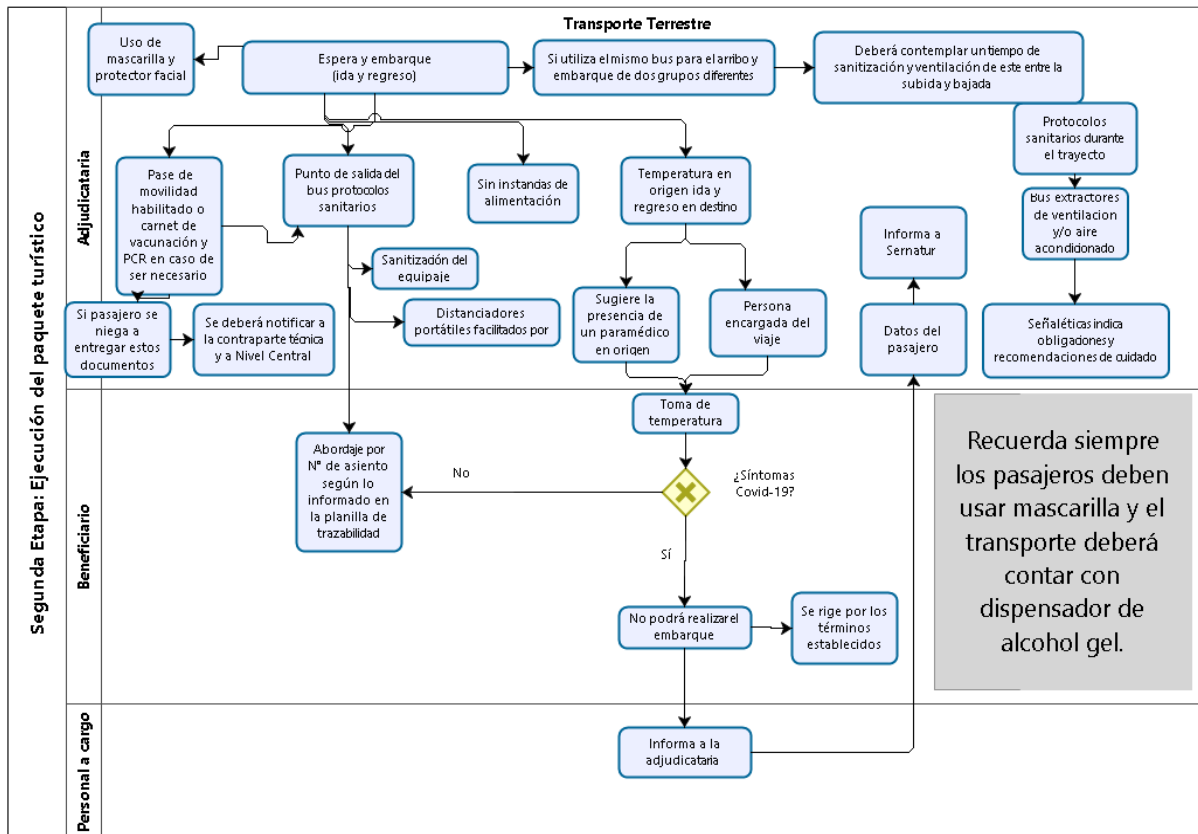 Segunda Etapa: Ejecución del paquete turístico
Transporte Terrestre
Adjudicataria
Uso de
mascarilla y
protector facial
Espera y embarque
(ida y regreso)
Si utiliza el mismo bus para el arribo y
embarque de dos grupos diferentes
Deberá contemplar un tiempo de
sanitización y ventilación de este entre la
subida y bajada
Protocolos
sanitarios durante
el trayecto
Pase de
movilidad
habilitado o
carnet de
vacunación y
PCR en caso de
ser necesario
Punto de salida del
bus protocolos
sanitarios
Sin instancias de
alimentación
Temperatura en
origen ida y
regreso en destino
Informa a
Sernatur
Bus extractores
de ventilacion
y/o aire
acondicionado
Sanitización del
equipaje
Distanciadores
portátiles facilitados por
Sugiere la
presencia de
un paramédico
en origen
Persona
encargada del
viaje
Si pasajero se
niega a
entregar estos
documentos
Se deberá notificar a
la contraparte técnica
y a Nivel Central
Datos del
pasajero
Señaléticas indica
obligaciones y
recomendaciones de cuidado
Beneficiario
Toma de
temperatura
Abordaje por
N° de asiento
según lo
informado en
la planilla de
trazabilidad
No
¿Síntomas
Covid-19?
Sí
No podrá realizar el
embarque
Se rige por los
términos
establecidos
Recuerda siempre
los pasajeros deben
usar mascarilla y el
transporte deberá
contar con
dispensador de
alcohol gel.
Personal a cargo
Informa a la
adjudicataria